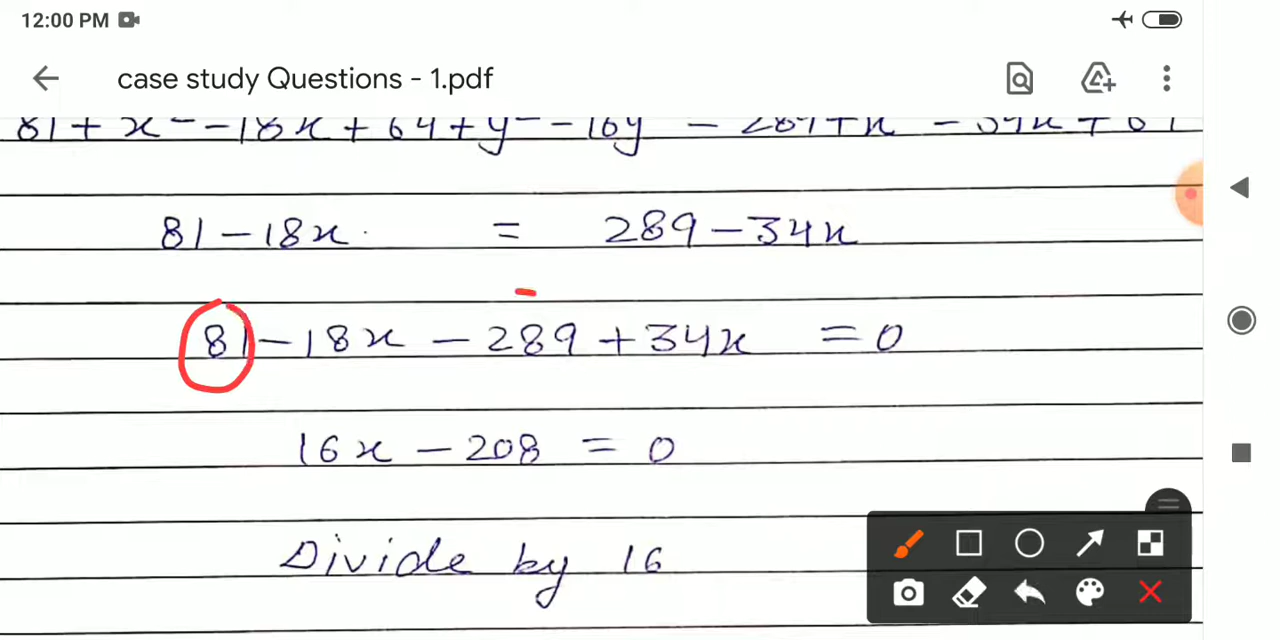 12:00 PM
case study Questions - 1.pdf
81 - 18x = 289 - 34x
81 - 18x - 289 + 34x = 0
16x - 208 = 0
Divide by 16